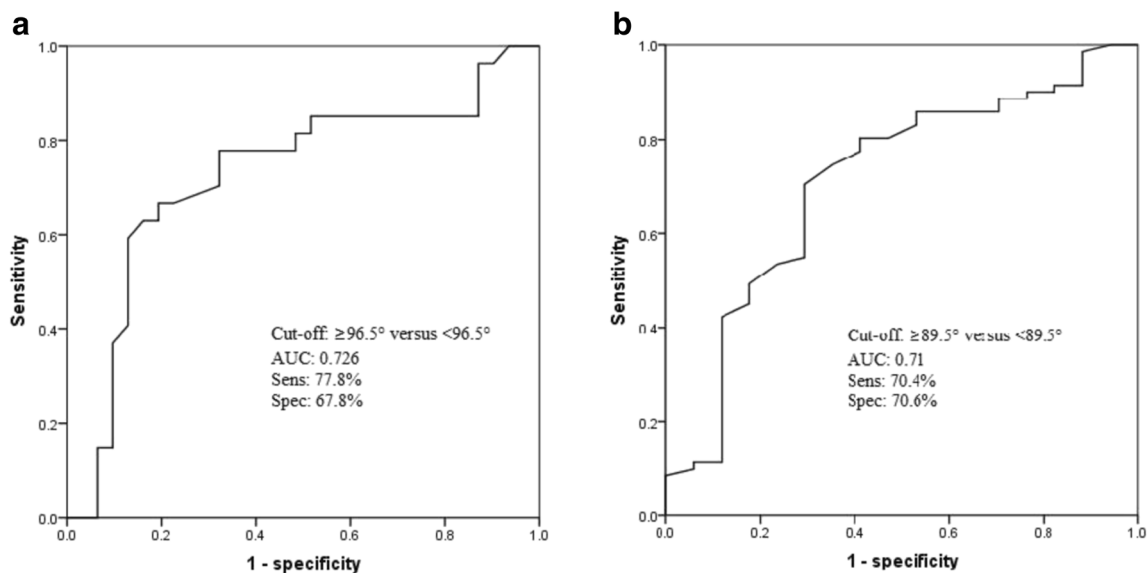 a
1.0
0.8
0.6
0.4
0.2
0.0
Sensitivity
Cut-off: ≥96.5° versus <96.5°
AUC: 0.726
Sens: 77.8%
Spec: 67.8%
0.0 0.2 0.4 0.6 0.8 1.0
1 - specificity
b
1.0
0.8
0.6
0.4
0.2
0.0
Sensitivity
Cut-off: ≥89.5° versus <89.5°
AUC: 0.71
Sens: 70.4%
Spec: 70.6%
0.0 0.2 0.4 0.6 0.8 1.0
1 - specificity